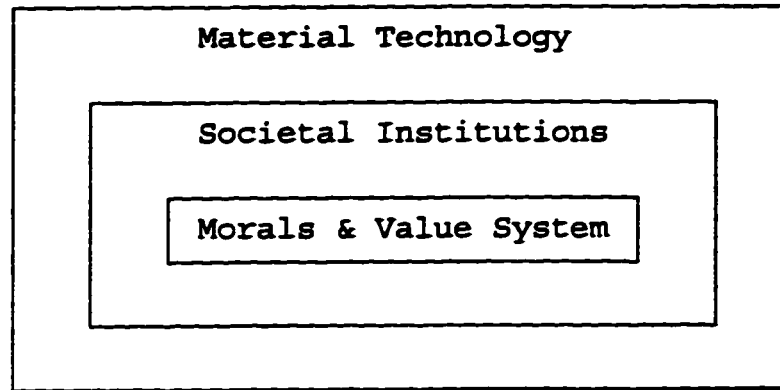 Material Technology
Societal Institutions
Morals & Value System